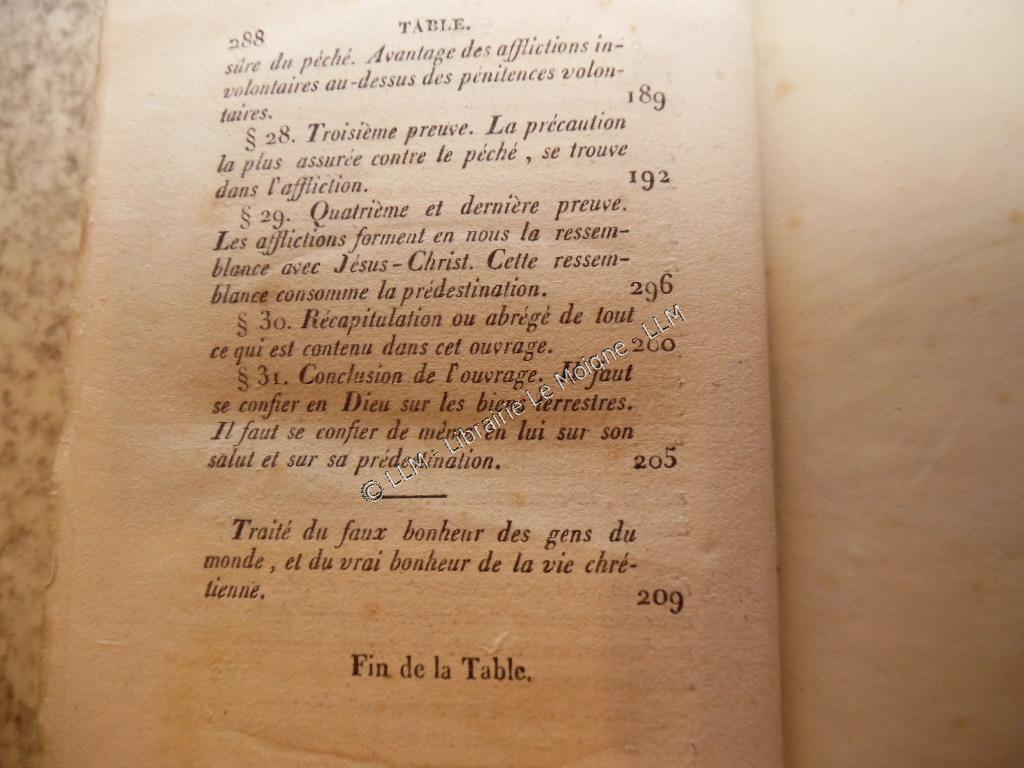 288 TABLE.
sûre du péché. Avantage des afflictions in-
volontaires au-dessus des pénitences volon-
taires. 189
§ 28. Troisième preuve. La précaution
la plus assurée contre le péché, se trouve
dans l'affliction. 192
§ 29. Quatrième et dernière preuve.
Les afflictions forment en nous la ressem-
blance avec Jésus-Christ. Cette ressem-
blance consomme la prédestination. 296
§ 30. Récapitulation ou abrégé de tout
ce qui est contenu dans cet ouvrage. 200
§ 31. Conclusion de l'ouvrage. Il faut
se confier en Dieu sur les biens terrestres.
Il faut se confier de même en lui sur son
salut et sur sa prédestination. 205
Traité du faux bonheur des gens du
monde, et du vrai bonheur de la vie chré-
tienne. 209
Fin de la Table.
© LLM - Librairie Le Moiane - LLM